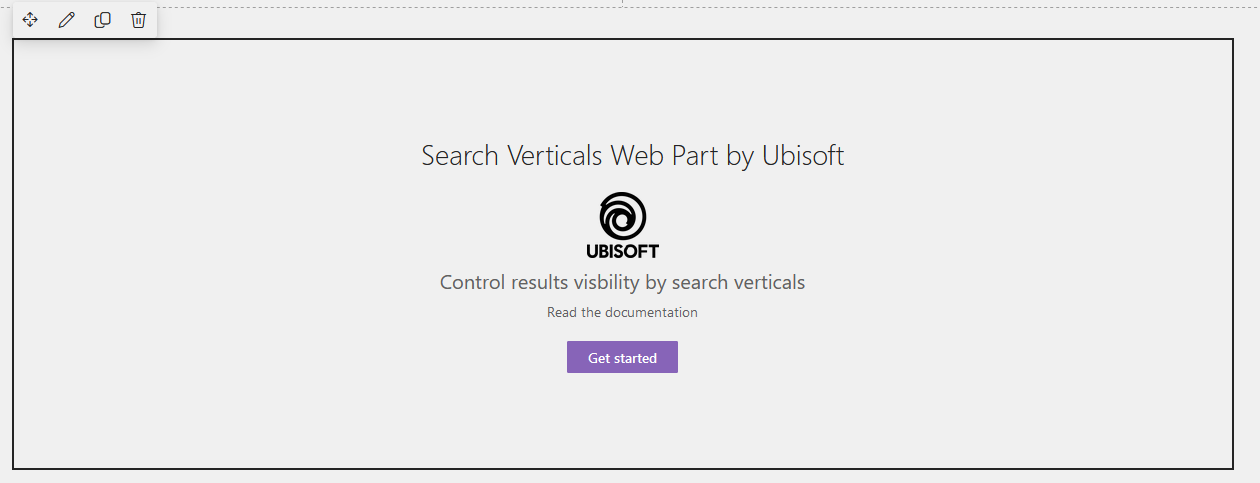 Search Verticals Web Part by Ubisoft
UBISOFT
Control results visbility by search verticals
Read the documentation
Get started